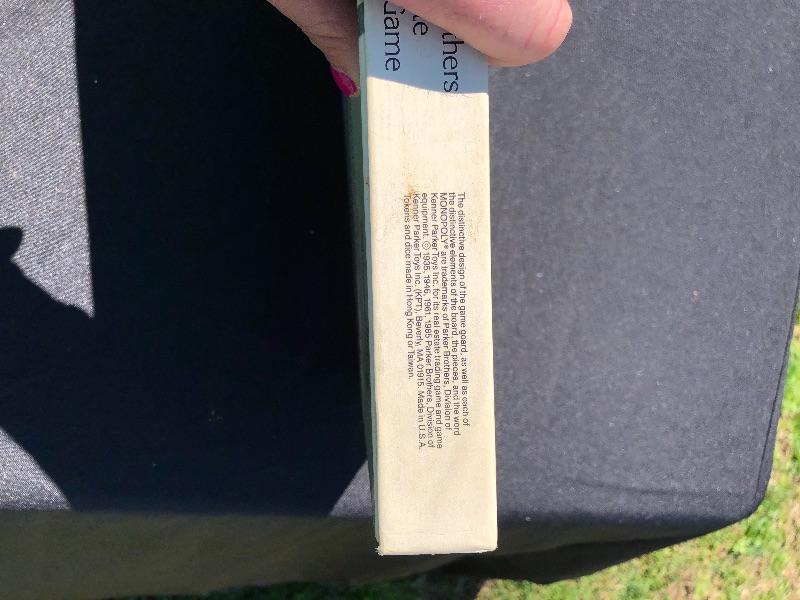 thers
te
Game
The distinctive design of the game board, as well as each of
the distinctive elements of the board, the pieces, and the word
MONOPOLY® are trademarks of Parker Brothers, Division of
Kenner Parker Toys Inc. for its real estate trading game and game
equipment. ©1935, 1946, 1961, 1985 Parker Brothers, Division of
Kenner Parker Toys Inc. (KPT), Beverly, MA 01915. Made in U.S.A.
Tokens and dice made in Hong Kong or Taiwan.